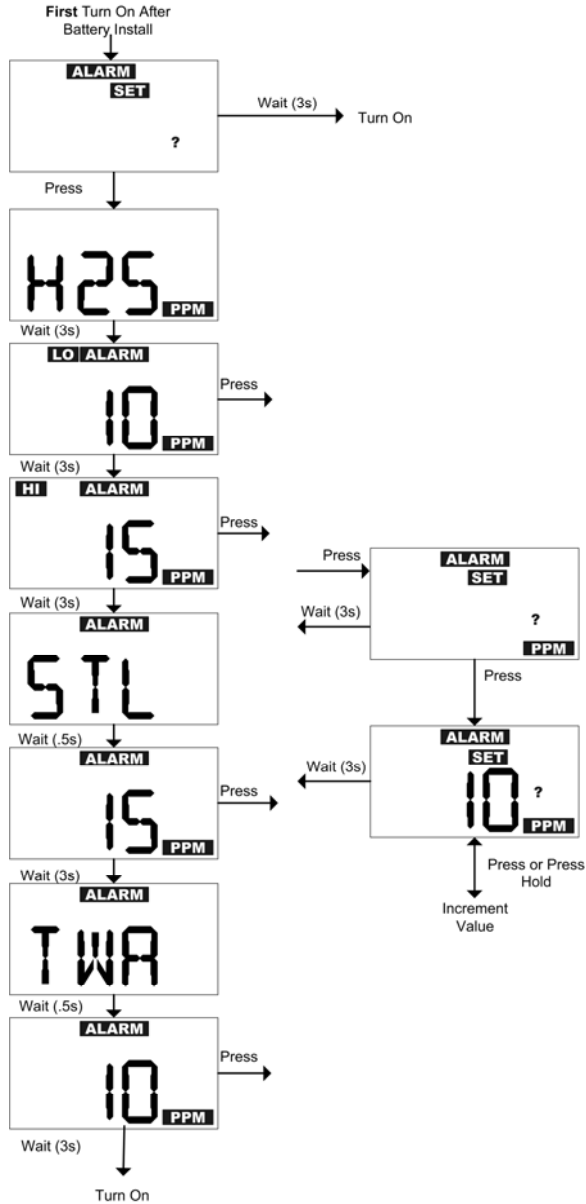 First Turn On After
Battery Install
ALARM
SET
?
Wait (3s)
Turn On
Press
H2S
PPM
Wait (3s)
LO ALARM
10
PPM
Press
Wait (3s)
HI ALARM
15
PPM
Press
Wait (3s)
ALARM
STL
Wait (.5s)
ALARM
15
PPM
Press
Wait (3s)
ALARM
TWA
Wait (.5s)
ALARM
10
PPM
Press
Wait (3s)
Turn On
Press
Wait (3s)
ALARM
SET
?
PPM
Press
Wait (3s)
ALARM
SET
10 ?
PPM
Press or Press
Hold
Increment
Value